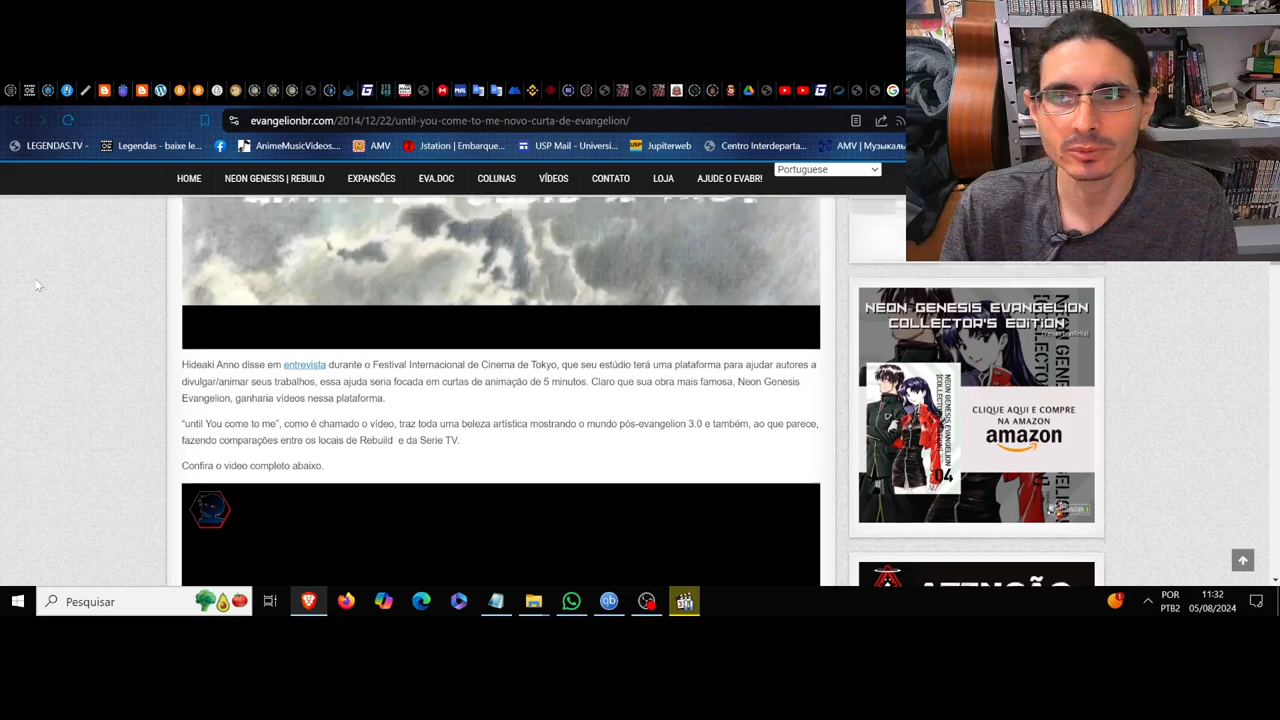 evangelionbr.com/2014/12/22/until-you-come-to-me-novo-curta-de-evangelion/
LEGENDAS.TV -
Legendas - baixe le...
AnimeMusicVideos....
AMV
Jstation | Embarque...
USP Mail - Universi...
Jupiterweb
Centro Interdeparta...
HOME
NEON GENESIS | REBUILD
EXPANSÕES
EVA.DOC
COLUNAS
VÍDEOS
CONTATO
LOJA
AJUDE O EVABR!
Portuguese
Hideaki Anno disse em entrevista durante o Festival Internacional de Cinema de Tokyo, que seu estúdio terá uma plataforma para ajudar autores a
divulgar/animar seus trabalhos, essa ajuda seria focada em curtas de animação de 5 minutos. Claro que sua obra mais famosa, Neon Genesis
Evangelion, ganharia vídeos nessa plataforma.
“until You come to me”, como é chamado o vídeo, traz toda uma beleza artística mostrando o mundo pós-evangelion 3.0 e também, ao que parece,
fazendo comparações entre os locais de Rebuild e da Serie TV.
Confira o video completo abaixo.
NEON GENESIS EVANGELION
COLLECTOR'S EDITION
CLIQUE AQUI E COMPRE
NA AMAZON
amazon
04
ATENÇÃO
Pesquisar
POR
PTB2
11:32
05/08/2024